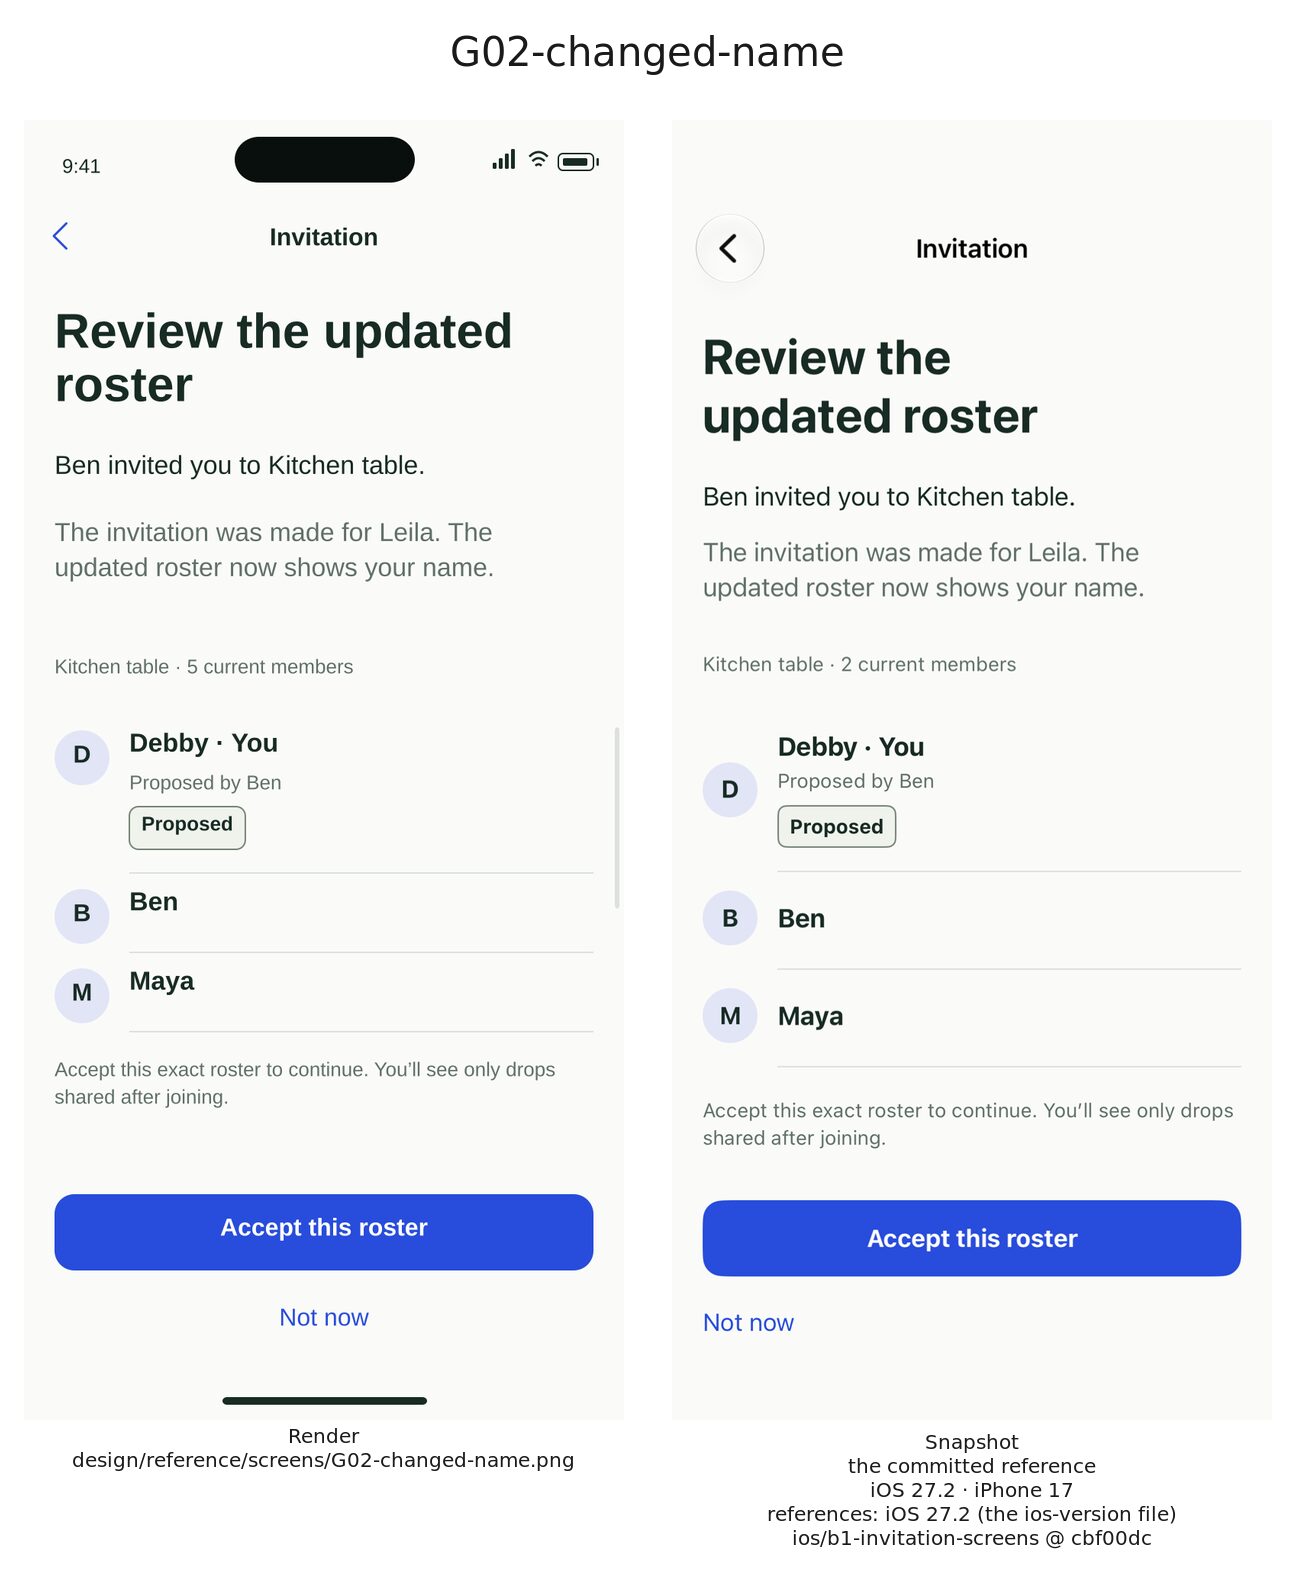 G02-changed-name
9:41
Invitation
Review the updated
roster
Ben invited you to Kitchen table.
The invitation was made for Leila. The
updated roster now shows your name.
Kitchen table · 5 current members
D
Debby · You
Proposed by Ben
Proposed
B
Ben
M
Maya
Accept this exact roster to continue. You’ll see only drops
shared after joining.
Accept this roster
Not now
Render
design/reference/screens/G02-changed-name.png
Invitation
Review the
updated roster
Ben invited you to Kitchen table.
The invitation was made for Leila. The
updated roster now shows your name.
Kitchen table · 2 current members
Debby · You
D
Proposed by Ben
Proposed
B
Ben
M
Maya
Accept this exact roster to continue. You’ll see only drops
shared after joining.
Accept this roster
Not now
Snapshot
the committed reference
iOS 27.2 · iPhone 17
references: iOS 27.2 (the ios-version file)
ios/b1-invitation-screens @ cbf00dc